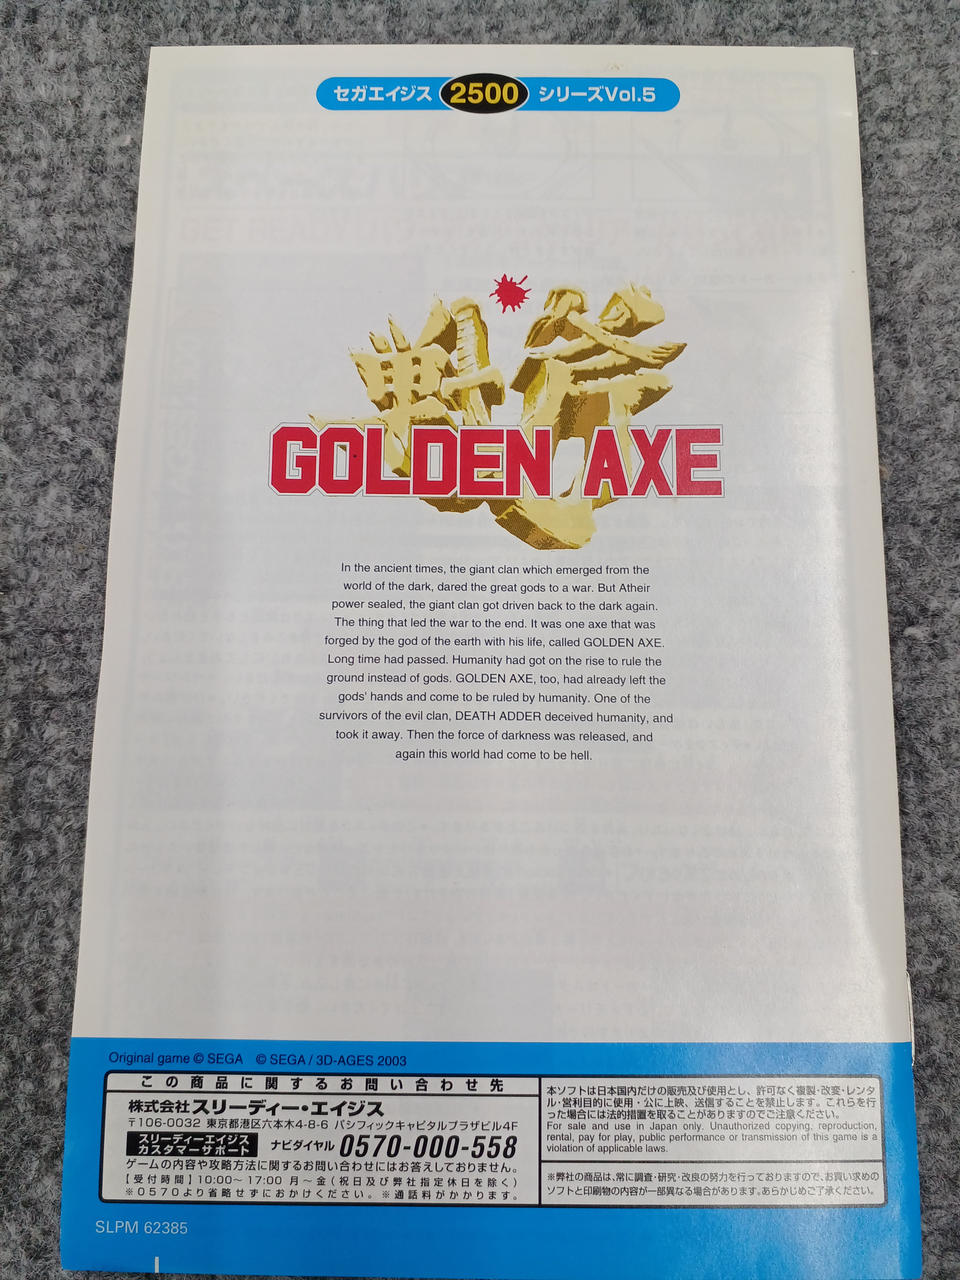 セガエイジス 2500 シリーズVol.5
戦斧
GOLDEN AXE
In the ancient times, the giant clan which emerged from the
world of the dark, dared the great gods to a war. But Atheir
power sealed, the giant clan got driven back to the dark again.
The thing that led the war to the end. It was one axe that was
forged by the god of the earth with his life, called GOLDEN AXE.
Long time had passed. Humanity had got on the rise to rule the
ground instead of gods. GOLDEN AXE, too, had already left the
gods' hands and come to be ruled by humanity. One of the
survivors of the evil clan, DEATH ADDER deceived humanity, and
took it away. Then the force of darkness was released, and
again this world had come to be hell.
Original game © SEGA © SEGA / 3D-AGES 2003
この商品に関するお問い合わせ先
株式会社スリーディー・エイジス
〒106-0032 東京都港区六本木4-8-6 パシフィックキャピタルプラザビル4F
スリーディーエイジス
カスタマーサポート
ナビダイヤル 0570-000-558
ゲームの内容や攻略方法に関するお問い合わせにはお答えしておりません。
【受付時間】10:00～17:00 月～金(祝日及び弊社指定休日を除く)
※0570より省略せずにおかけください。※通話料がかかります。
本ソフトは日本国内だけの販売及び使用とし、許可なく複製・改変・レンタ
ル・営利目的に使用・公に上映、送信することを禁止します。これらを行
った場合には法的措置を取ることがありますのでご注意ください。
For sale and use in Japan only. Unauthorized copying, reproduction,
rental, pay for play, public performance or transmission of this game is a
violation of applicable laws.
※弊社の商品は、常に調査・研究・改良の努力を行っておりますので、お買い求めの
ソフトと印刷物の内容が一部異なる場合があります。あらかじめご了承ください。
SLPM 62385